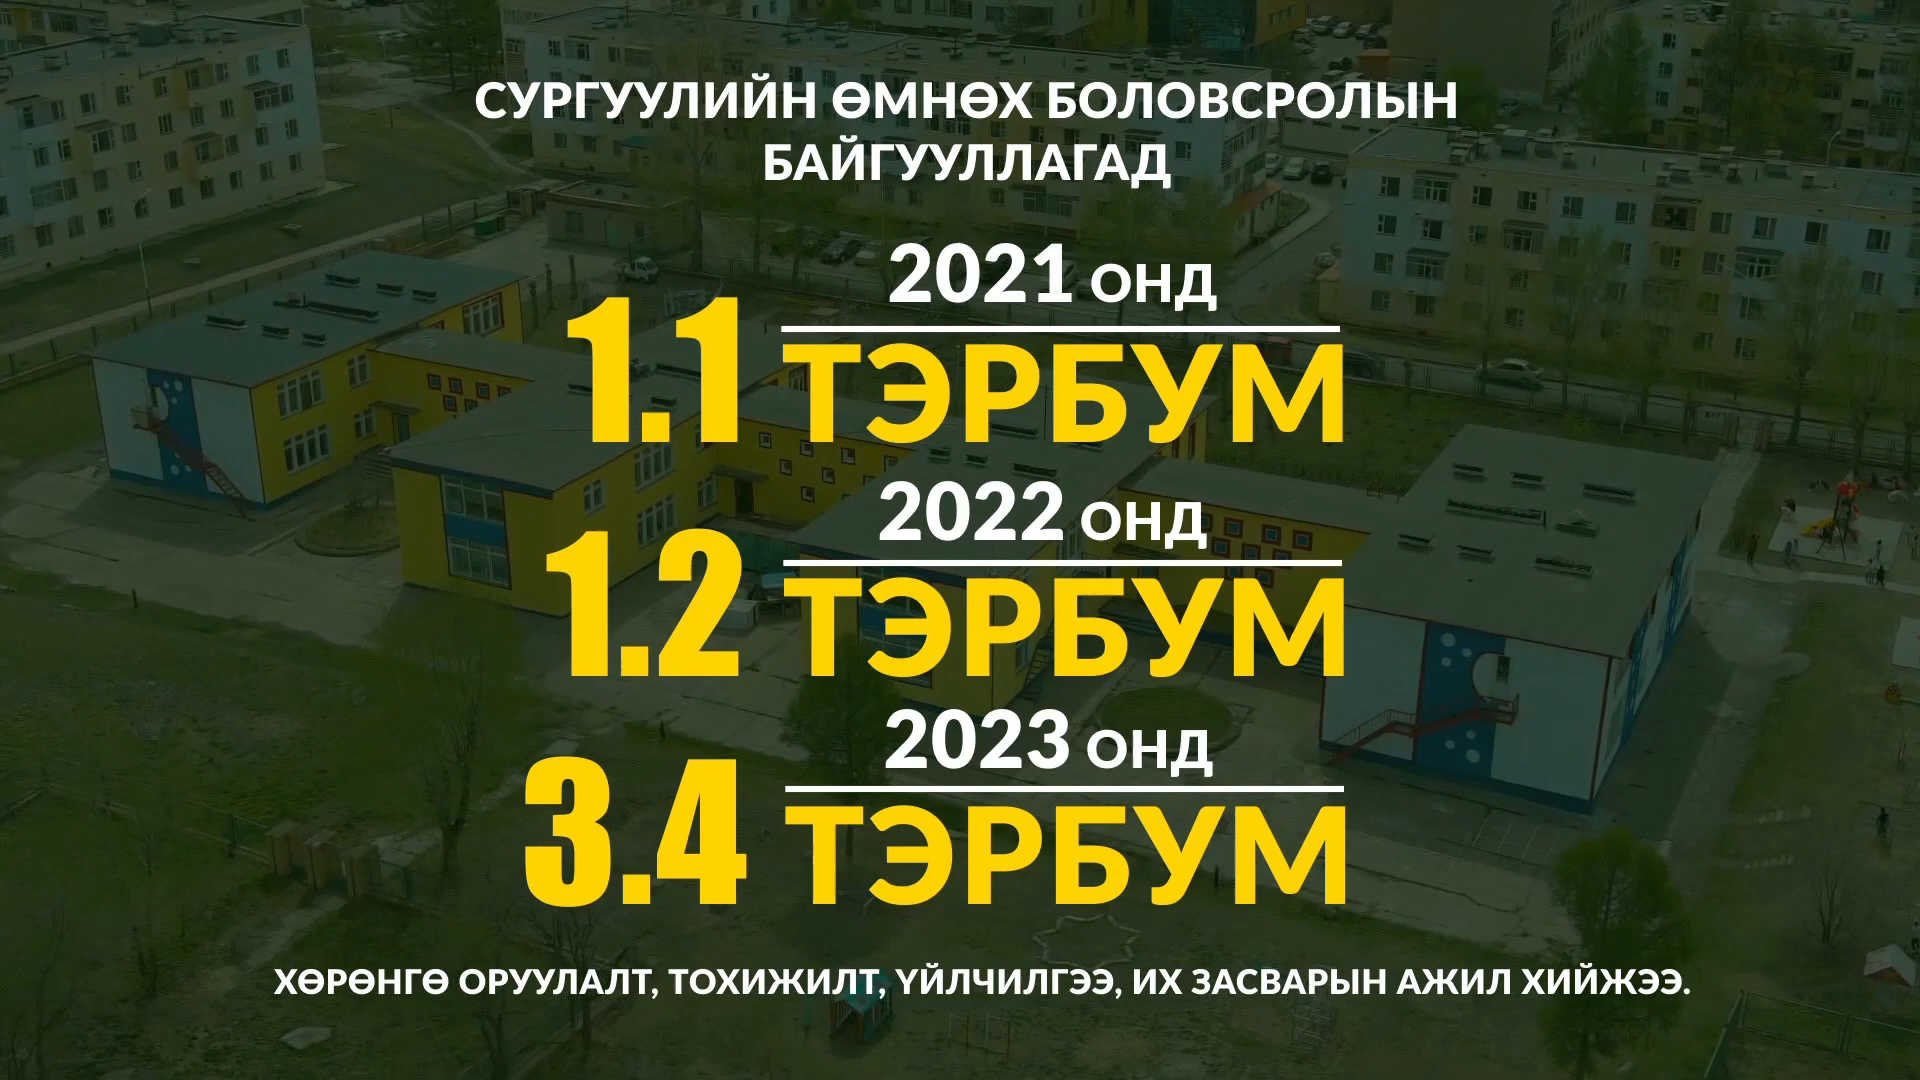 СУРГУУЛИЙН ӨМНӨХ БОЛОВСРОЛЫН
БАЙГУУЛЛАГАД
2021 ОНД
1.1 ТЭРБУМ
2022 ОНД
1.2 ТЭРБУМ
2023 ОНД
3.4 ТЭРБУМ
ХӨРӨНГӨ ОРУУЛАЛТ, ТОХИЖИЛТ, ҮЙЛЧИЛГЭЭ, ИХ ЗАСВАРЫН АЖИЛ ХИЙЖЭЭ.